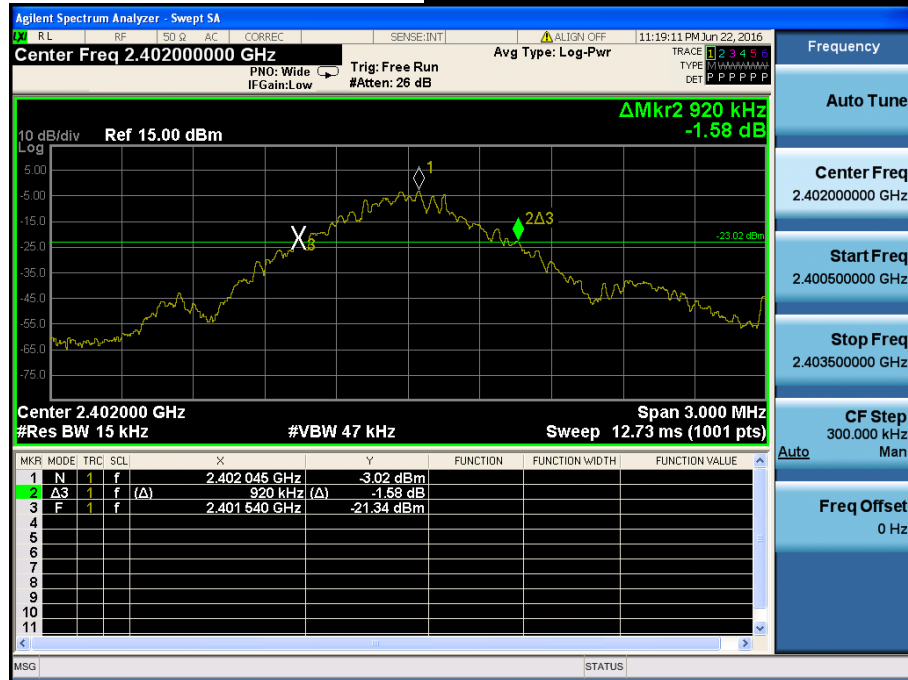 Agilent Spectrum Analyzer - Swept SA
LXI RL RF 50 Ω AC CORREC SENSE:INT ALIGN OFF 11:19:11 PM Jun 22, 2016
Center Freq 2.402000000 GHz
PNO: Wide
IFGain:Low
Trig: Free Run
#Atten: 26 dB
Avg Type: Log-Pwr
TRACE 1 2 3 4 5 6
TYPE M W W W W W
DET P P P P P P
ΔMkr2 920 kHz
-1.58 dB
10 dB/div Ref 15.00 dBm
Log
5.00
-5.00
-15.0
-25.0
-35.0
-45.0
-55.0
-65.0
-75.0
1
2Δ3
3
-23.02 dBm
Center 2.402000 GHz Span 3.000 MHz
#Res BW 15 kHz #VBW 47 kHz Sweep 12.73 ms (1001 pts)
MKR MODE TRC SCL X Y FUNCTION FUNCTION WIDTH FUNCTION VALUE
1 N 1 f 2.402 045 GHz -3.02 dBm
2 Δ3 1 f (Δ) 920 kHz (Δ) -1.58 dB
3 F 1 f 2.401 540 GHz -21.34 dBm
4
5
6
7
8
9
10
11
MSG STATUS
Frequency
Auto Tune
Center Freq
2.402000000 GHz
Start Freq
2.400500000 GHz
Stop Freq
2.403500000 GHz
CF Step
300.000 kHz
Auto Man
Freq Offset
0 Hz